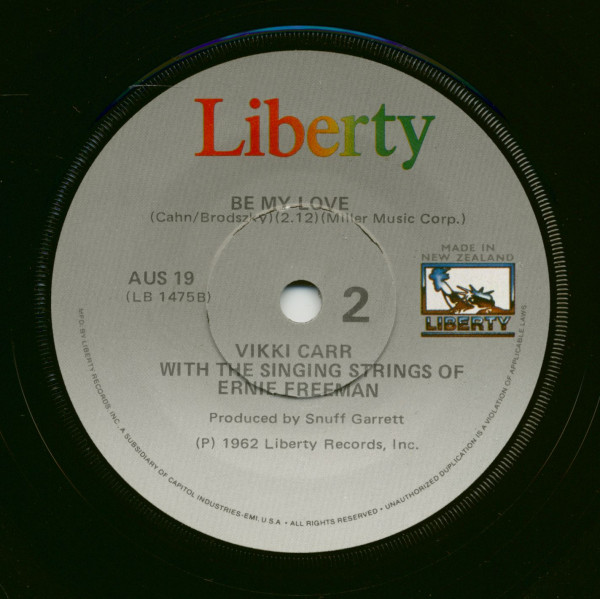 Liberty
BE MY LOVE
(Cahn/Brodszky)(2.12)(Miller Music Corp.)
MADE IN
NEW ZEALAND
LIBERTY
AUS 19
(LB 1475B)
2
VIKKI CARR
WITH THE SINGING STRINGS OF
ERNIE FREEMAN
Produced by Snuff Garrett
(P) 1962 Liberty Records, Inc.
MFD. BY LIBERTY RECORDS, INC. A SUBSIDIARY OF CAPITOL INDUSTRIES-EMI, U.S.A • ALL RIGHTS RESERVED • UNAUTHORIZED DUPLICATION IS A VIOLATION OF APPLICABLE LAWS